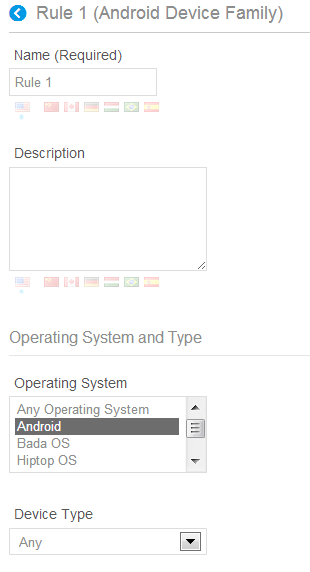 Rule 1 (Android Device Family)
Name (Required)
Rule 1
Description
Operating System and Type
Operating System
Any Operating System
Android
Bada OS
Hiptop OS
Device Type
Any